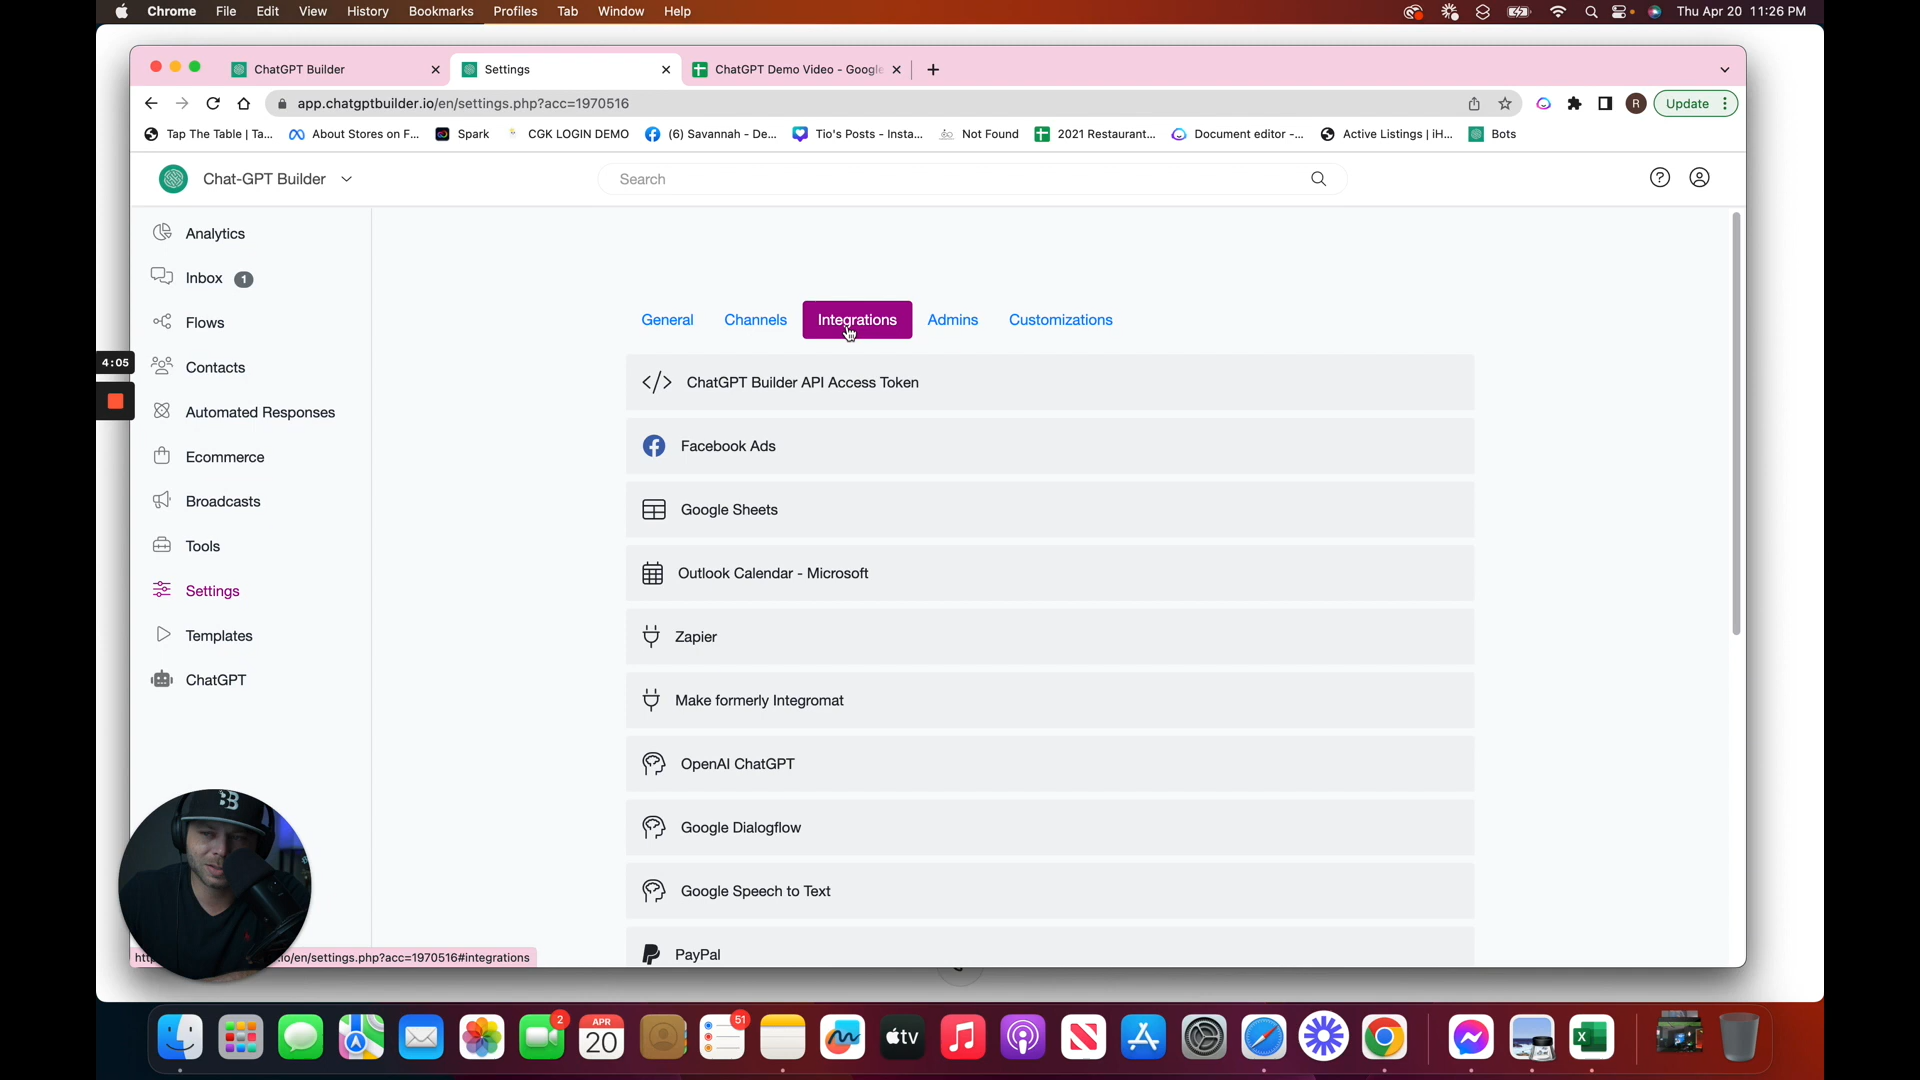 Chrome File Edit View History Bookmarks Profiles Tab Window Help Thu Apr 20 11:26 PM
ChatGPT Builder Settings ChatGPT Demo Video - Google
app.chatgptbuilder.io/en/settings.php?acc=1970516 R Update
Tap The Table | Ta... About Stores on F... Spark CGK LOGIN DEMO (6) Savannah - De... Tio's Posts - Insta... Not Found 2021 Restaurant... Document editor -... Active Listings | iH... Bots
Chat-GPT Builder Search
Analytics
Inbox 1
Flows
4:05
Contacts
Automated Responses
Ecommerce
Broadcasts
Tools
Settings
Templates
ChatGPT
General Channels Integrations Admins Customizations
ChatGPT Builder API Access Token
Facebook Ads
Google Sheets
Outlook Calendar - Microsoft
Zapier
Make formerly Integromat
OpenAI ChatGPT
Google Dialogflow
Google Speech to Text
PayPal
B
.io/en/settings.php?acc=1970516#integrations
2 APR 20 51 tv